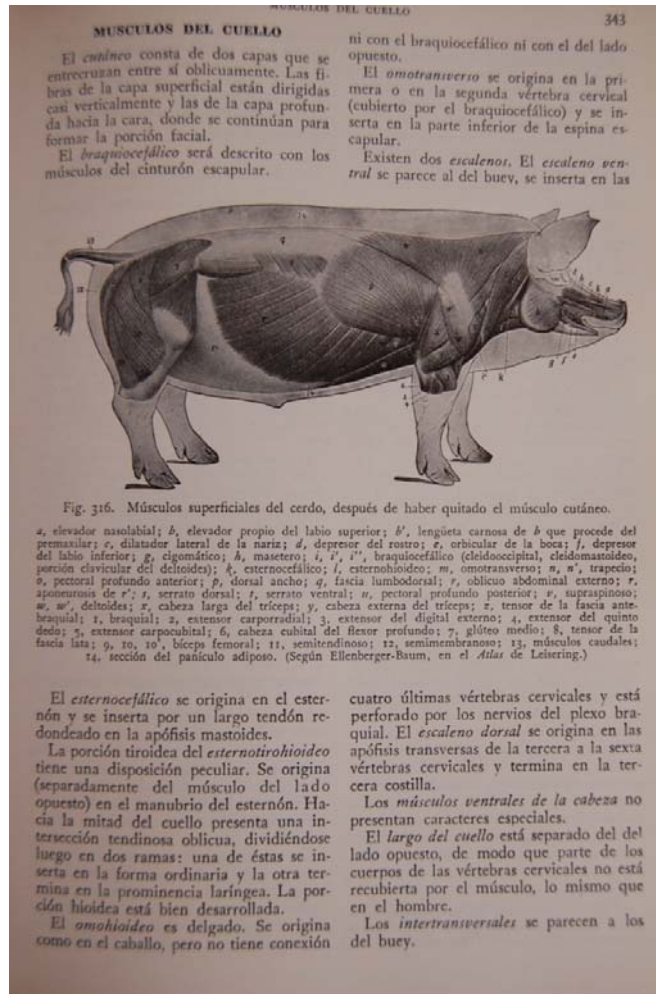 MUSCULOS DEL CUELLO
343
MUSCULOS DEL CUELLO
El cutáneo consta de dos capas que se
entrecruzan entre sí oblicuamente. Las fi-
bras de la capa superficial están dirigidas
casi verticalmente y las de la capa profun-
da hacia la cara, donde se continúan para
formar la porción facial.
El braquiocefálico será descrito con los
músculos del cinturón escapular.
ni con el braquiocefálico ni con el del lado
opuesto.
El omotransverso se origina en la pri-
mera o en la segunda vértebra cervical
(cubierto por el braquiocefálico) y se in-
serta en la parte inferior de la espina es-
capular.
Existen dos escalenos. El escaleno ven-
tral se parece al del buey, se inserta en las
Fig. 316. Músculos superficiales del cerdo, después de haber quitado el músculo cutáneo.
a, elevador nasolabial; b, elevador propio del labio superior; b', lengüeta carnosa de b que procede del
premaxilar; c, dilatador lateral de la nariz; d, depresor del rostro; e, orbicular de la boca; f, depresor
del labio inferior; g, cigomático; h, masetero; i, i', i'', braquiocefálico (cleidooccipital, cleidomastoideo,
porción clavicular del deltoides); k, esternocefálico; l, esternohioideo; m, omotransverso; n, n', trapecio;
o, pectoral profundo anterior; p, dorsal ancho; q, fascia lumbodorsal; r, oblicuo abdominal externo; r,
aponeurosis de r'; s, serrato dorsal; t, serrato ventral; u, pectoral profundo posterior; v, supraspinoso;
w, w', deltoides; x, cabeza larga del tríceps; y, cabeza externa del tríceps; z, tensor de la fascia ante-
braquial; 1, braquial; 2, extensor carporradial; 3, extensor del digital externo; 4, extensor del quinto
dedo; 5, extensor carpocubital; 6, cabeza cubital del flexor profundo; 7, glúteo medio; 8, tensor de la
fascia lata; 9, 10, 10', bíceps femoral; 11, semitendinoso; 12, semimembranoso; 13, músculos caudales;
14, sección del panículo adiposo. (Según Ellenberger-Baum, en el Atlas de Leisering.)
El esternocefálico se origina en el ester-
nón y se inserta por un largo tendón re-
dondeado en la apófisis mastoides.
La porción tiroidea del esternotirohioideo
tiene una disposición peculiar. Se origina
(separadamente del músculo del lado
opuesto) en el manubrio del esternón. Ha-
cia la mitad del cuello presenta una in-
tersección tendinosa oblicua, dividiéndose
luego en dos ramas: una de éstas se in-
serta en la forma ordinaria y la otra ter-
mina en la prominencia laríngea. La por-
ción hioidea está bien desarrollada.
El omohioideo es delgado. Se origina
como en el caballo, pero no tiene conexión
cuatro últimas vértebras cervicales y está
perforado por los nervios del plexo bra-
quial. El escaleno dorsal se origina en las
apófisis transversas de la tercera a la sexta
vértebras cervicales y termina en la ter-
cera costilla.
Los músculos ventrales de la cabeza no
presentan caracteres especiales.
El largo del cuello está separado del del
lado opuesto, de modo que parte de los
cuerpos de las vértebras cervicales no está
recubierta por el músculo, lo mismo que
en el hombre.
Los intertransversales se parecen a los
del buey.